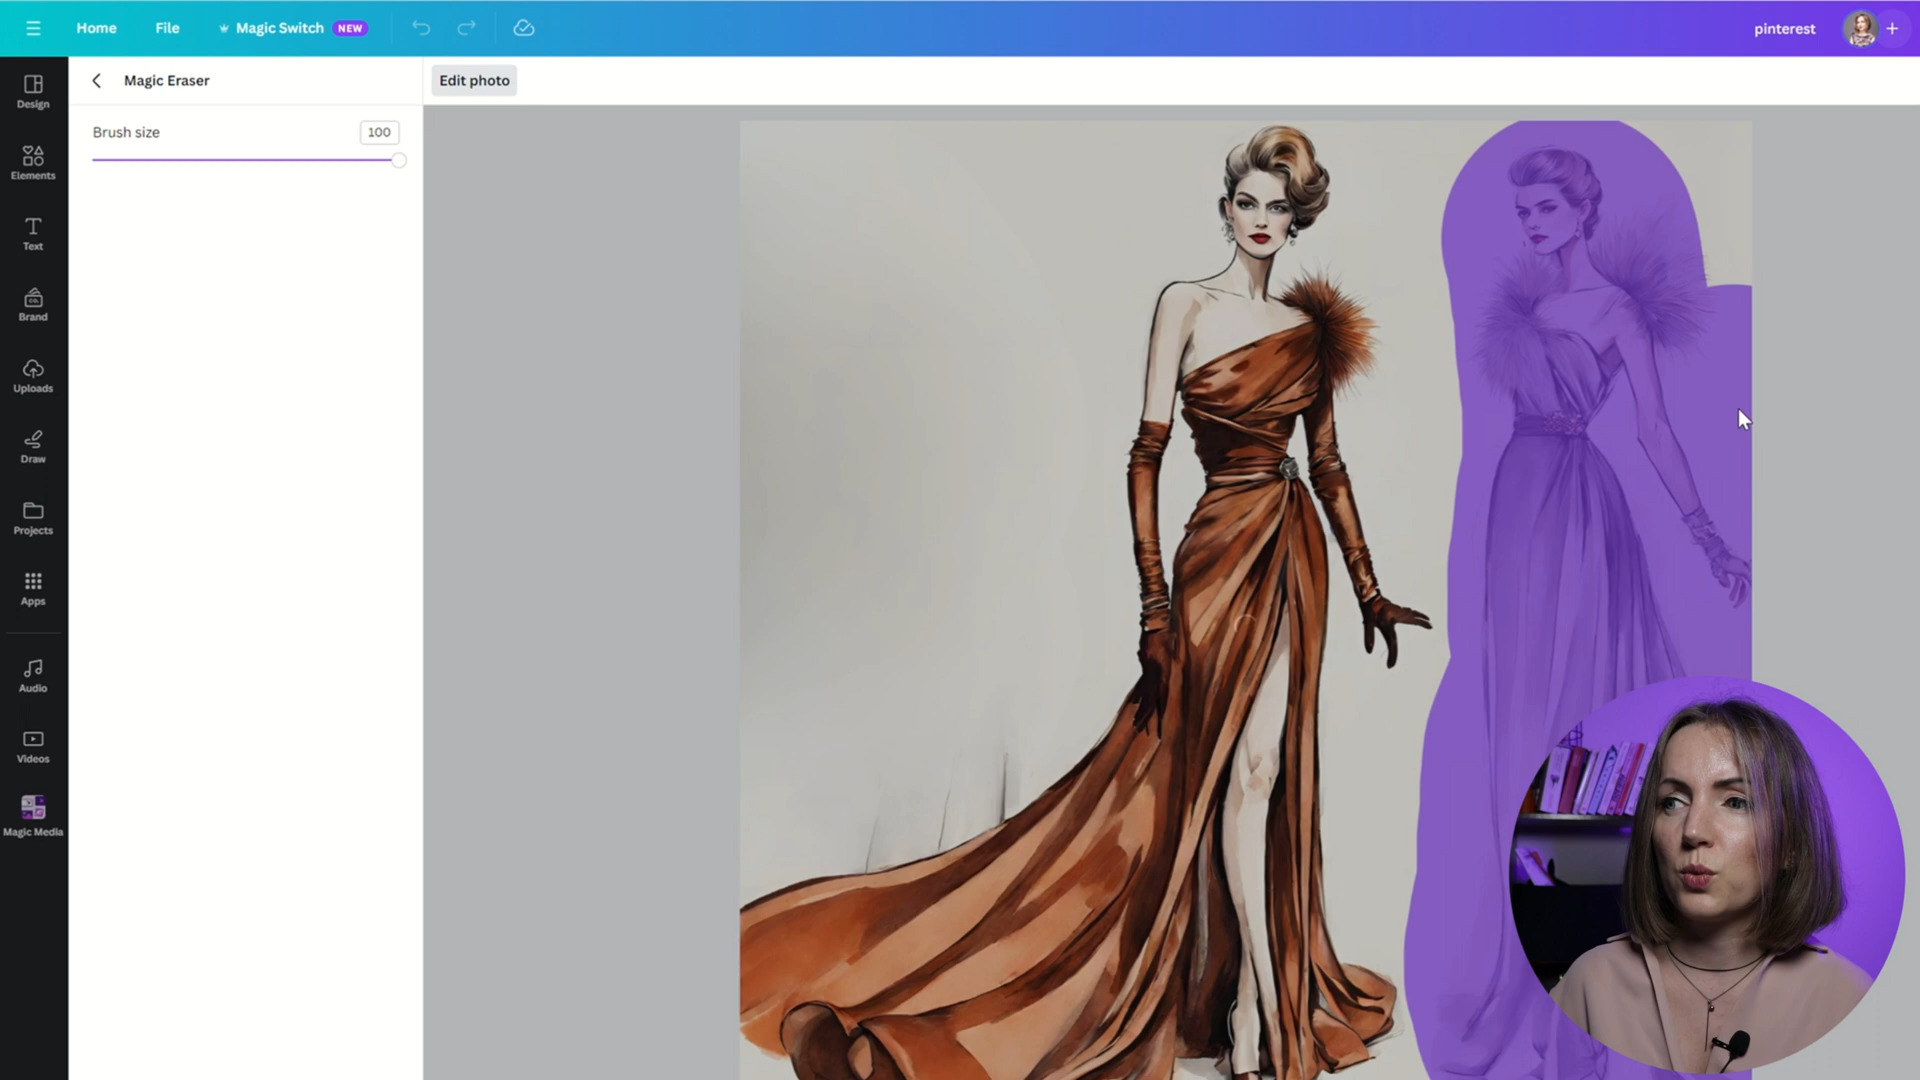 Home File Magic Switch NEW pinterest
Design
Magic Eraser
Edit photo
Brush size 100
Elements
Text
Brand
Uploads
Draw
Projects
Apps
Audio
Videos
Magic Media